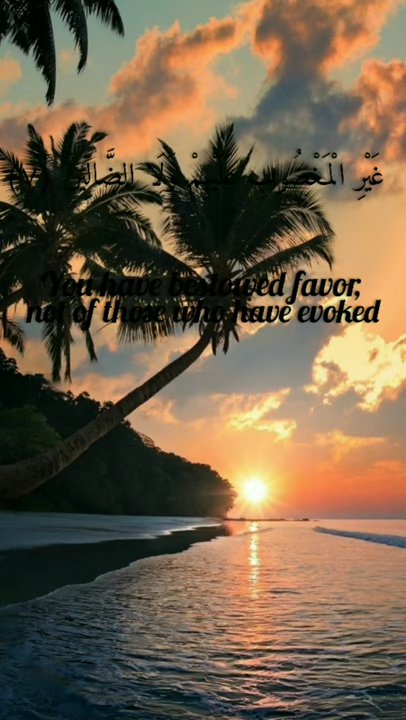 غَيْرِ الْمَغْضُوبِ عَلَيْهِمْ وَلَا الضَّالِّينَ
You have bestowed favor,
not of those who have evoked